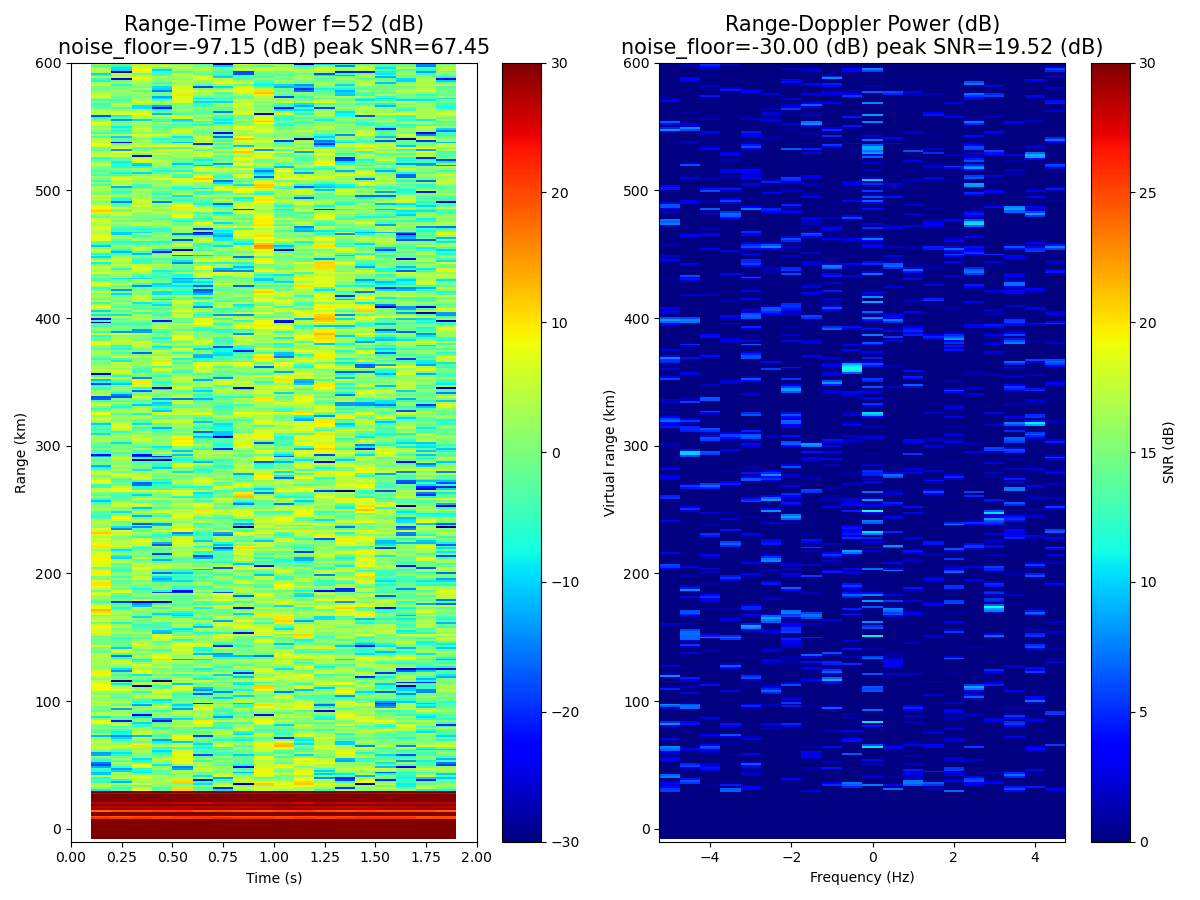 Range-Time Power f=52 (dB)
noise_floor=-97.15 (dB) peak SNR=67.45
Range (km)
600
500
400
300
200
100
0
0.00 0.25 0.50 0.75 1.00 1.25 1.50 1.75 2.00
Time (s)
30
20
10
0
−10
−20
−30
Range-Doppler Power (dB)
noise_floor=-30.00 (dB) peak SNR=19.52 (dB)
Virtual range (km)
600
500
400
300
200
100
0
−4 −2 0 2 4
Frequency (Hz)
30
25
20
15
10
5
0
SNR (dB)